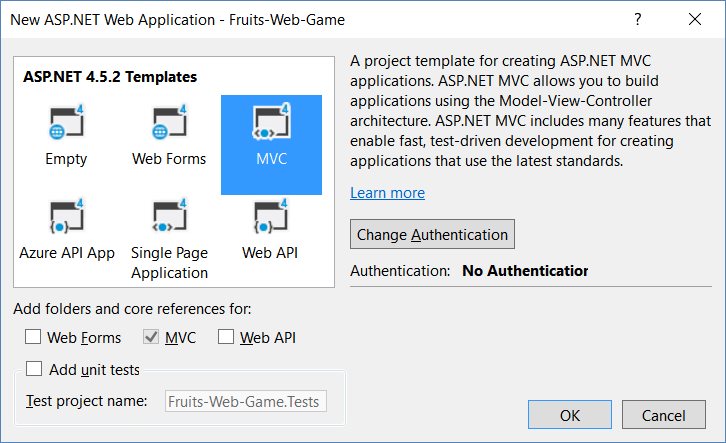 New ASP.NET Web Application - Fruits-Web-Game
?
ASP.NET 4.5.2 Templates
Empty
Web Forms
MVC
Azure API App
Single Page
Application
Web API
A project template for creating ASP.NET MVC
applications. ASP.NET MVC allows you to build
applications using the Model-View-Controller
architecture. ASP.NET MVC includes many features that
enable fast, test-driven development for creating
applications that use the latest standards.
Learn more
Change Authentication
Authentication: No Authentication
Add folders and core references for:
Web Forms MVC Web API
Add unit tests
Test project name: Fruits-Web-Game.Tests
OK Cancel